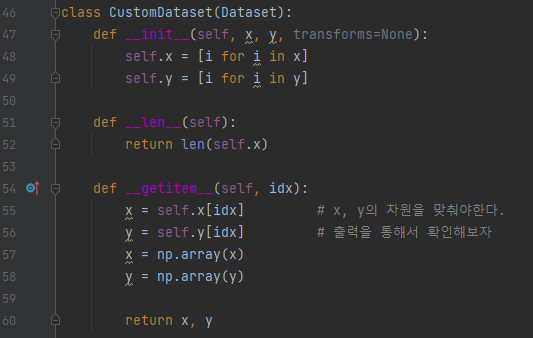 46 class CustomDataset(Dataset):
47     def __init__(self, x, y, transforms=None):
48         self.x = [i for i in x]
49         self.y = [i for i in y]
50
51     def __len__(self):
52         return len(self.x)
53
54     def __getitem__(self, idx):
55         x = self.x[idx]         # x, y의 차원을 맞춰야한다.
56         y = self.y[idx]         # 출력을 통해서 확인해보자
57         x = np.array(x)
58         y = np.array(y)
59
60         return x, y